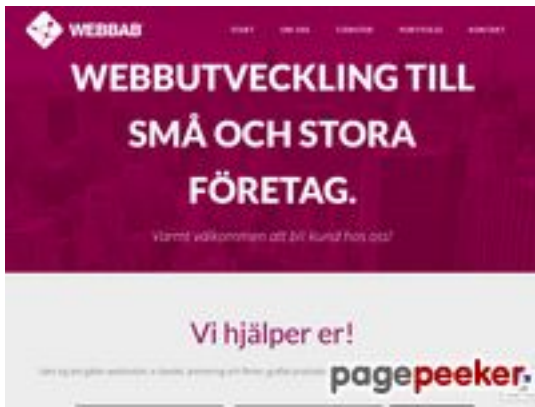 WEBBAB
START OM OSS TJÄNSTER PORTFOLIO KONTAKT
WEBBUTVECKLING TILL
SMÅ OCH STORA
FÖRETAG.
Varmt välkommen att bli kund hos oss!
Vi hjälper er!
pagepeeker.